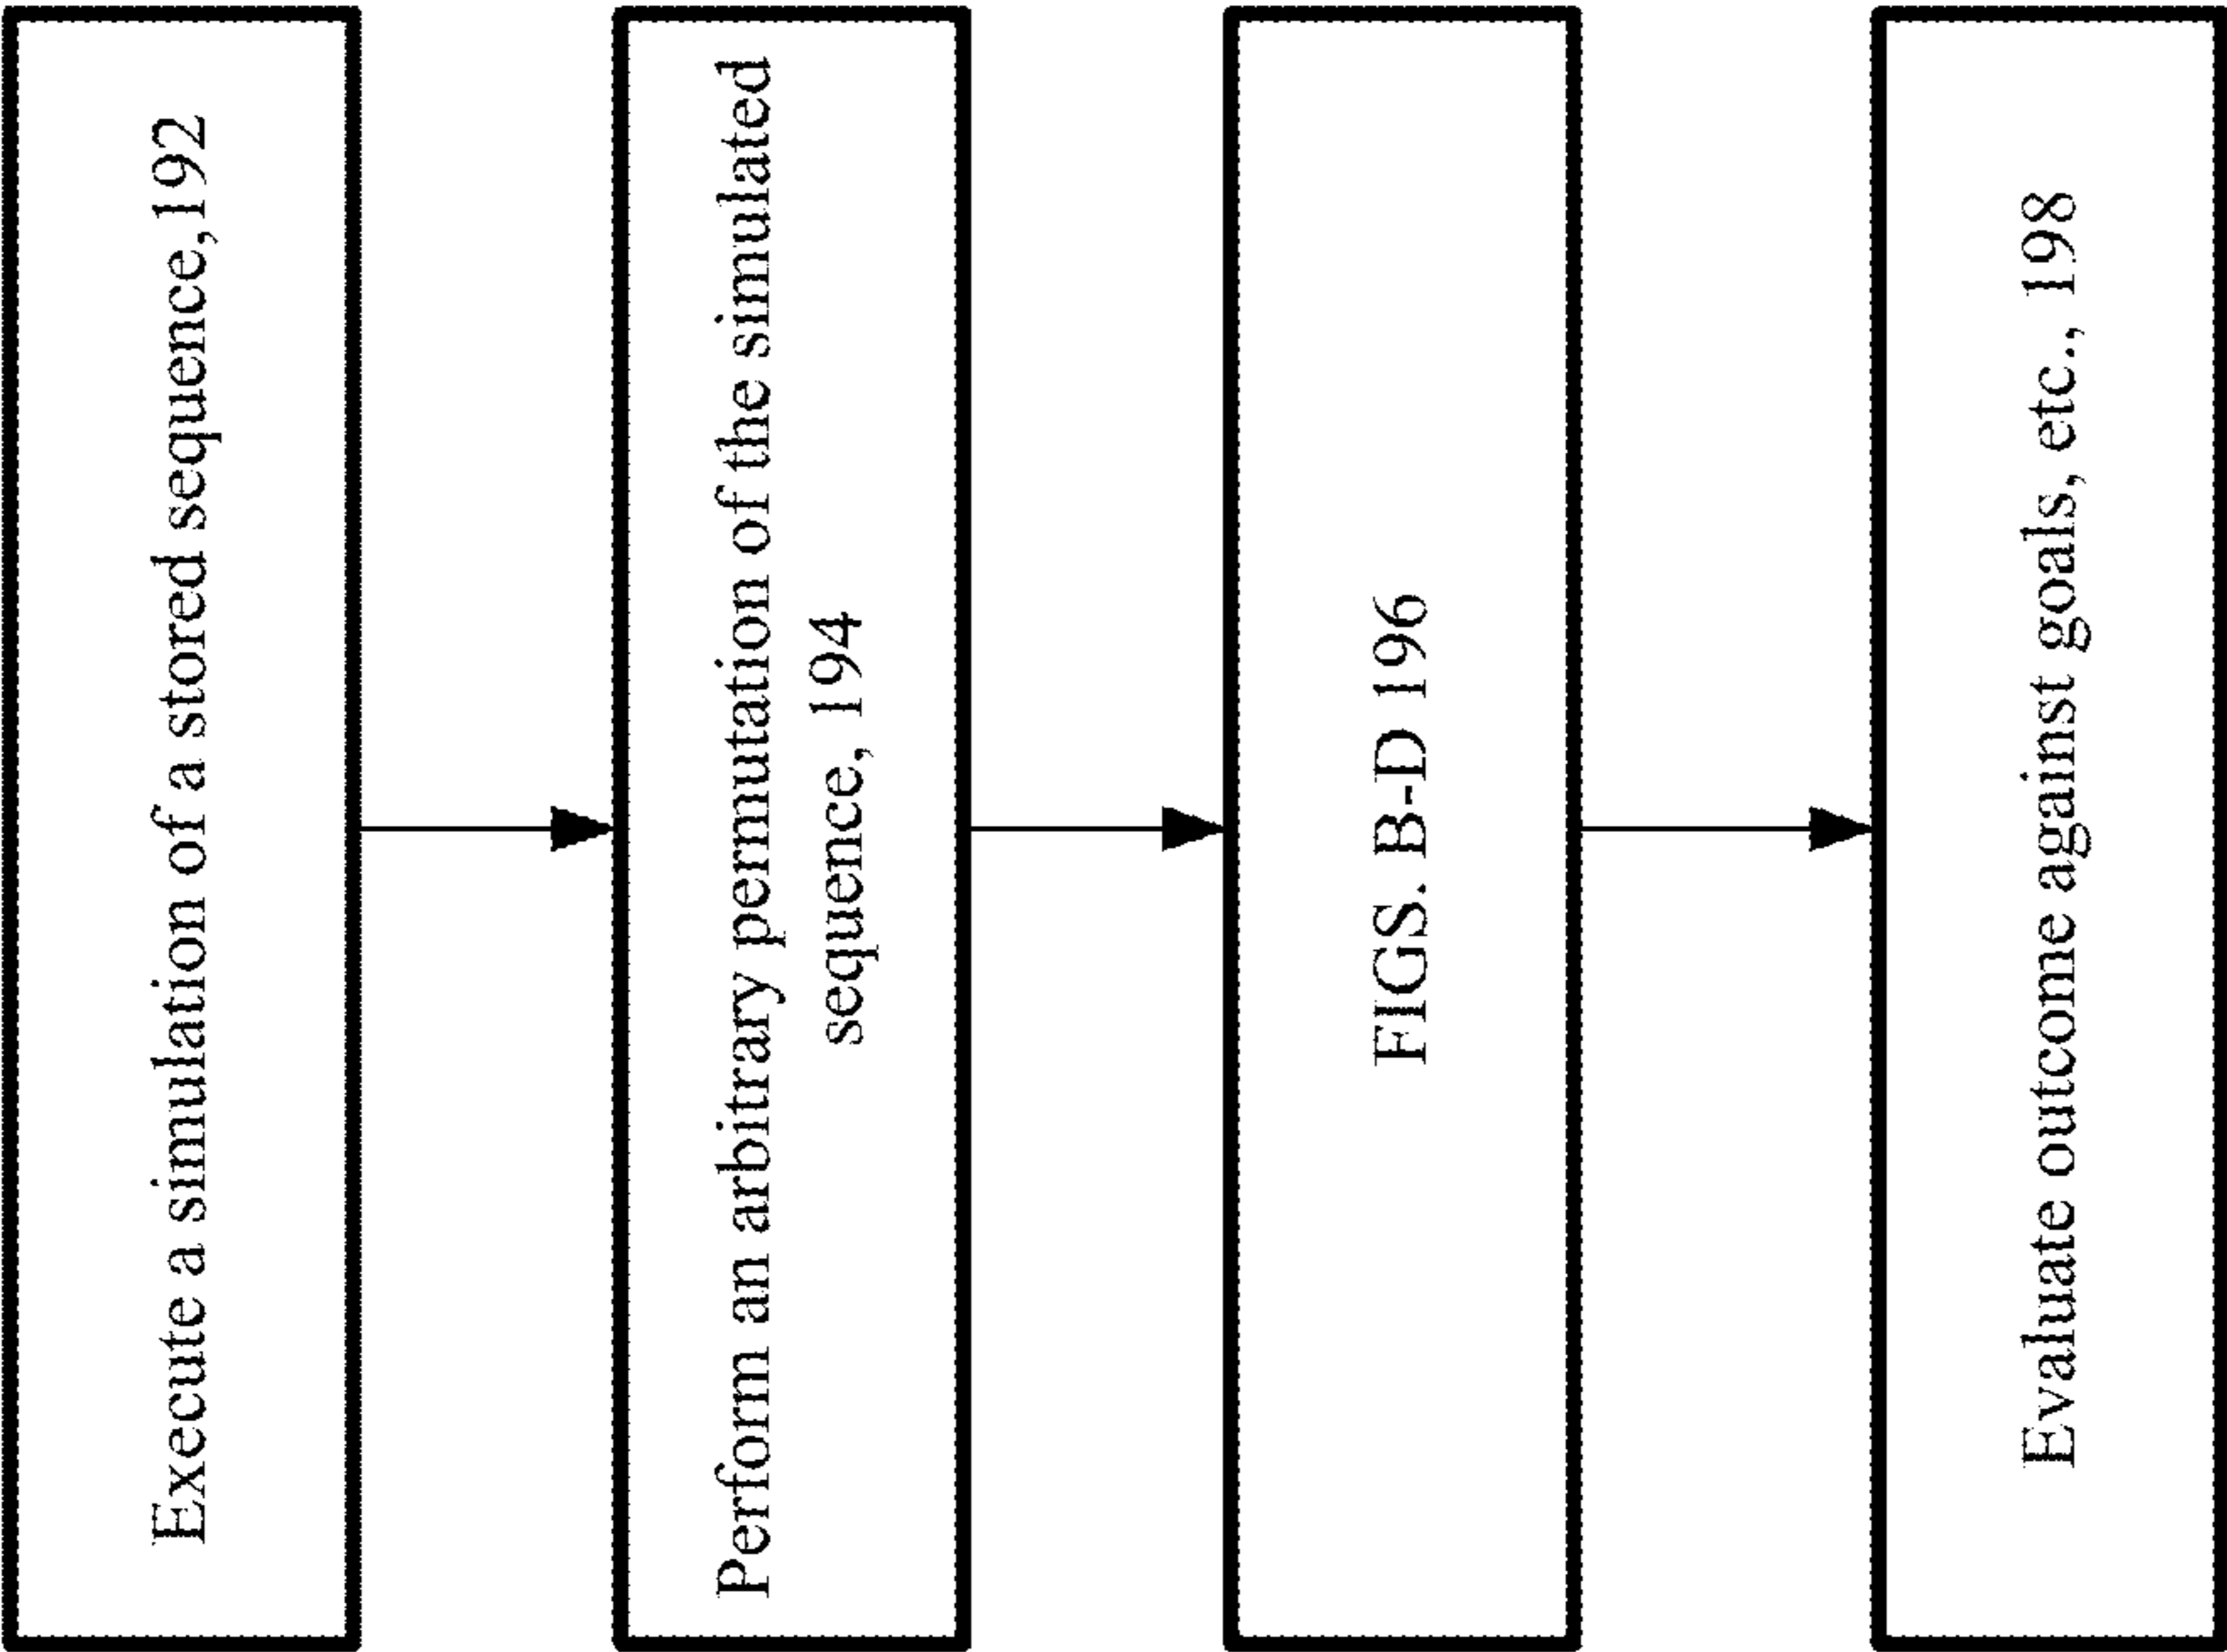 Execute a simulation of a stored sequence,192
Perform an arbitrary permutation of the simulated
sequence, 194
FIGS. B-D 196
Evaluate outcome against goals, etc., 198